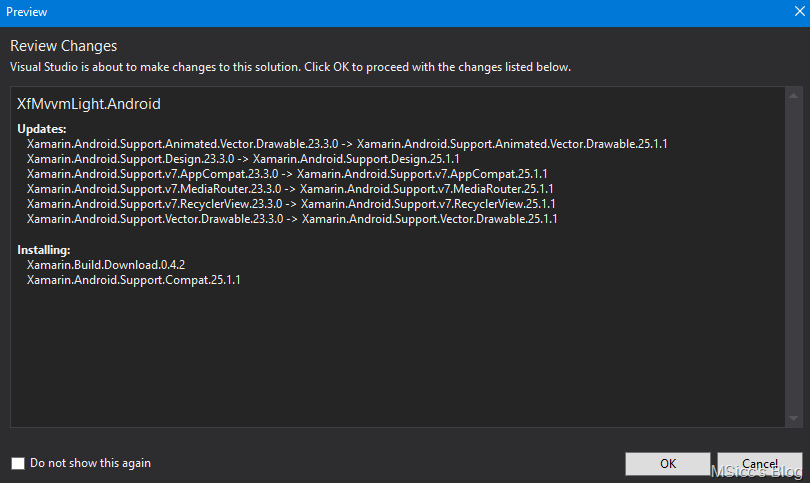 Preview
Review Changes
Visual Studio is about to make changes to this solution. Click OK to proceed with the changes listed below.
XfMvvmLight.Android
Updates:
Xamarin.Android.Support.Animated.Vector.Drawable.23.3.0 -> Xamarin.Android.Support.Animated.Vector.Drawable.25.1.1
Xamarin.Android.Support.Design.23.3.0 -> Xamarin.Android.Support.Design.25.1.1
Xamarin.Android.Support.v7.AppCompat.23.3.0 -> Xamarin.Android.Support.v7.AppCompat.25.1.1
Xamarin.Android.Support.v7.MediaRouter.23.3.0 -> Xamarin.Android.Support.v7.MediaRouter.25.1.1
Xamarin.Android.Support.v7.RecyclerView.23.3.0 -> Xamarin.Android.Support.v7.RecyclerView.25.1.1
Xamarin.Android.Support.Vector.Drawable.23.3.0 -> Xamarin.Android.Support.Vector.Drawable.25.1.1
Installing:
Xamarin.Build.Download.0.4.2
Xamarin.Android.Support.Compat.25.1.1
Do not show this again
OK
Cancel
MSicc's Blog